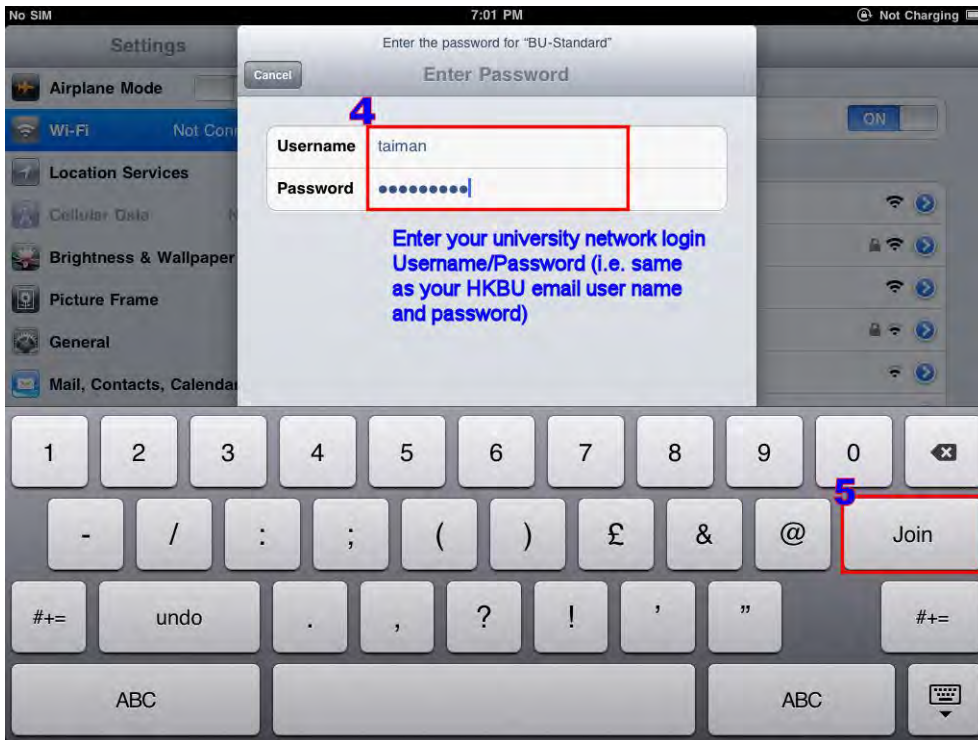 No SIM 7:01 PM Not Charging
Settings
Enter the password for “BU-Standard”
Cancel Enter Password
Airplane Mode
Wi-Fi Not Conn
ON
4
Username taiman
Password •••••••••
Location Services
Cellular Data N
Brightness & Wallpaper
Picture Frame
General
Mail, Contacts, Calendar
Enter your university network login
Username/Password (i.e. same
as your HKBU email user name
and password)
1 2 3 4 5 6 7 8 9 0
5
- / : ; ( ) £ & @ Join
#+= undo . , ? ! ’ ” #+=
ABC ABC